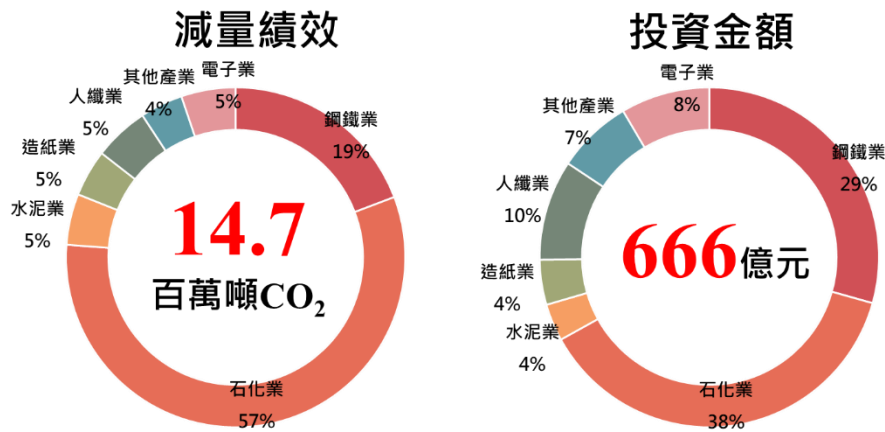 減量績效
電子業
5%
其他產業
4%
人纖業
5%
造紙業
5%
水泥業
5%
鋼鐵業
19%
14.7
百萬噸CO₂
石化業
57%
投資金額
電子業
8%
其他產業
7%
人纖業
10%
造紙業
4%
水泥業
4%
鋼鐵業
29%
666億元
石化業
38%